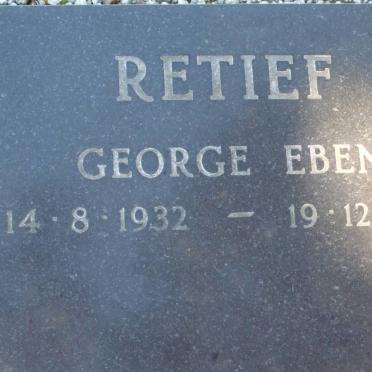 RETIEF
GEORGE EBEN
14·8·1932 – 19·12